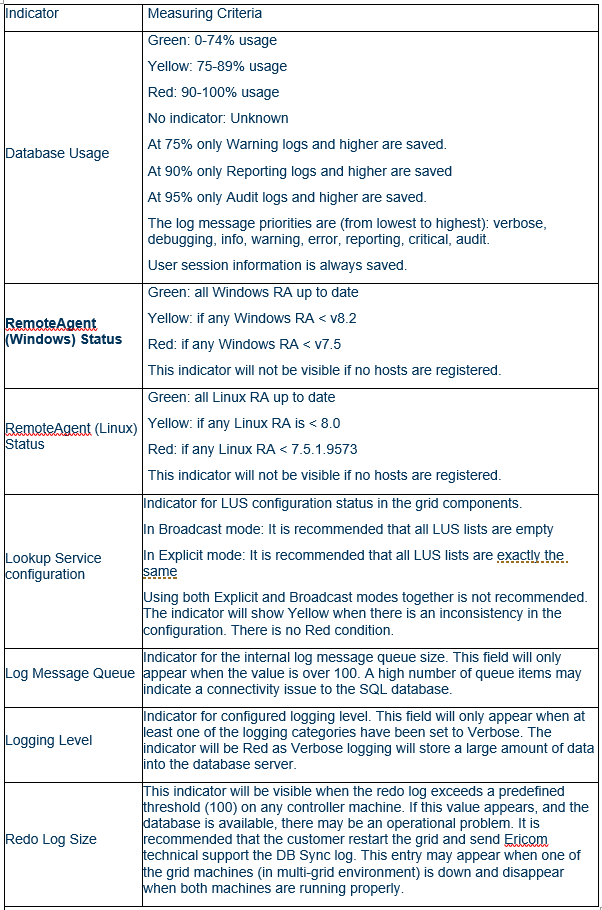 Indicator
Measuring Criteria
Database Usage
Green: 0-74% usage
Yellow: 75-89% usage
Red: 90-100% usage
No indicator: Unknown
At 75% only Warning logs and higher are saved.
At 90% only Reporting logs and higher are saved
At 95% only Audit logs and higher are saved.
The log message priorities are (from lowest to highest): verbose,
debugging, info, warning, error, reporting, critical, audit.
User session information is always saved.
RemoteAgent
(Windows) Status
Green: all Windows RA up to date
Yellow: if any Windows RA < v8.2
Red: if any Windows RA < v7.5
This indicator will not be visible if no hosts are registered.
RemoteAgent (Linux)
Status
Green: all Linux RA up to date
Yellow: if any Linux RA is < 8.0
Red: if any Linux RA < 7.5.1.9573
This indicator will not be visible if no hosts are registered.
Lookup Service
configuration
Indicator for LUS configuration status in the grid components.
In Broadcast mode: It is recommended that all LUS lists are empty
In Explicit mode: It is recommended that all LUS lists are exactly the
same
Using both Explicit and Broadcast modes together is not recommended.
The indicator will show Yellow when there is an inconsistency in the
configuration. There is no Red condition.
Log Message Queue
Indicator for the internal log message queue size. This field will only
appear when the value is over 100. A high number of queue items may
indicate a connectivity issue to the SQL database.
Logging Level
Indicator for configured logging level. This field will only appear when at
least one of the logging categories have been set to Verbose. The
indicator will be Red as Verbose logging will store a large amount of data
into the database server.
Redo Log Size
This indicator will be visible when the redo log exceeds a predefined
threshold (100) on any controller machine. If this value appears, and the
database is available, there may be an operational problem. It is
recommended that the customer restart the grid and send Ericom
technical support the DB Sync log. This entry may appear when one of
the grid machines (in multi-grid environment) is down and disappear
when both machines are running properly.